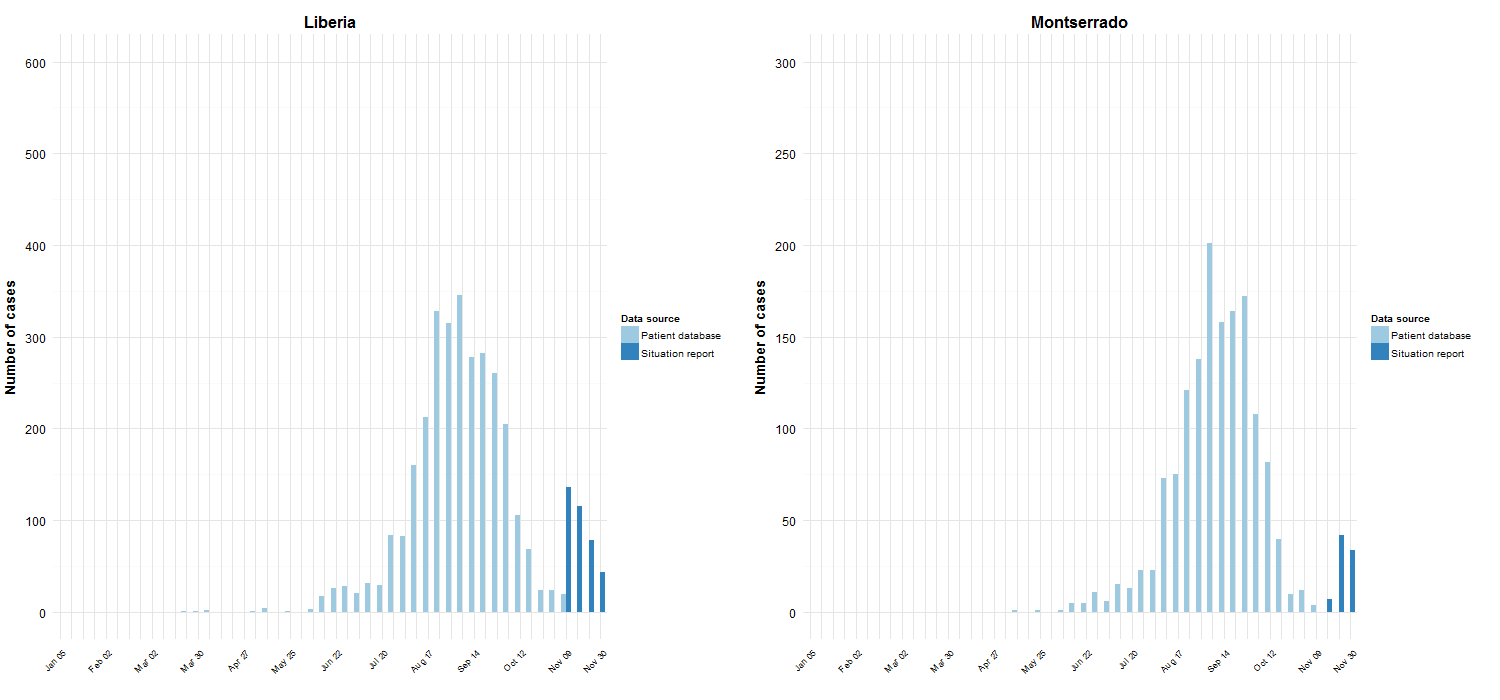 Liberia
Number of cases
600
500
400
300
200
100
0
Jan 05
Feb 02
Mar 02
Mar 30
Apr 27
May 25
Jun 22
Jul 20
Aug 17
Sep 14
Oct 12
Nov 09
Nov 30
Data source
Patient database
Situation report
Montserrado
Number of cases
300
250
200
150
100
50
0
Jan 05
Feb 02
Mar 02
Mar 30
Apr 27
May 25
Jun 22
Jul 20
Aug 17
Sep 14
Oct 12
Nov 09
Nov 30
Data source
Patient database
Situation report